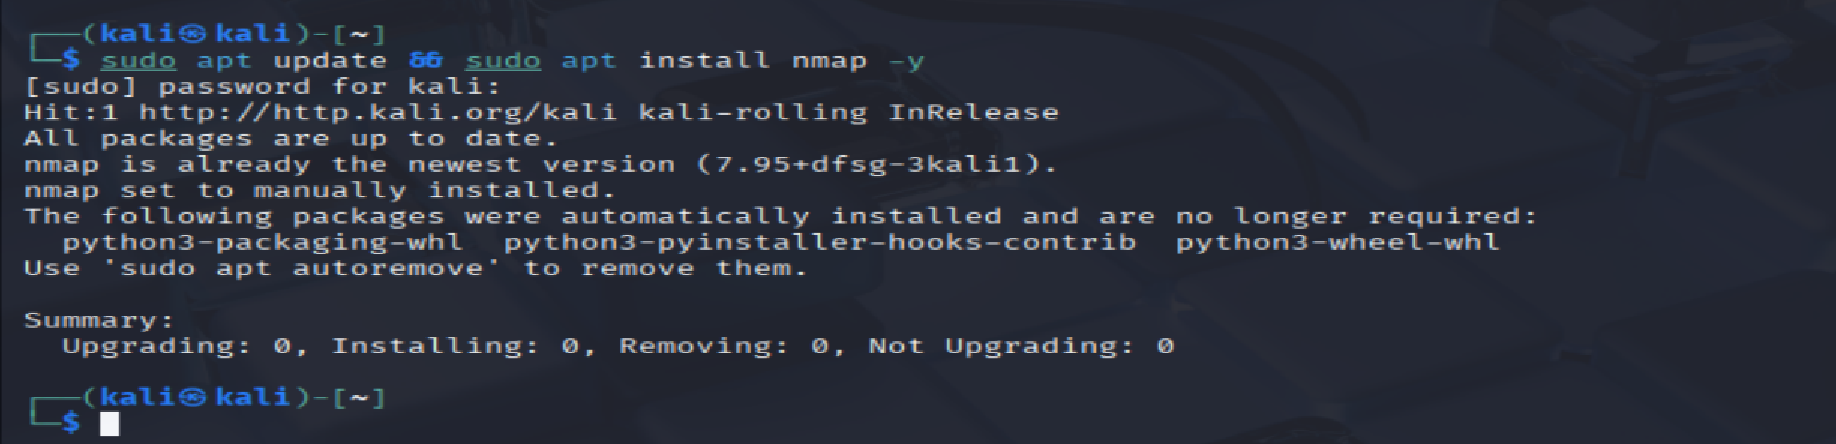 ┌──(kali㉿kali)-[~]
└─$ sudo apt update && sudo apt install nmap -y
[sudo] password for kali:
Hit:1 http://http.kali.org/kali kali-rolling InRelease
All packages are up to date.
nmap is already the newest version (7.95+dfsg-3kali1).
nmap set to manually installed.
The following packages were automatically installed and are no longer required:
  python3-packaging-whl  python3-pyinstaller-hooks-contrib  python3-wheel-whl
Use 'sudo apt autoremove' to remove them.

Summary:
  Upgrading: 0, Installing: 0, Removing: 0, Not Upgrading: 0

┌──(kali㉿kali)-[~]
└─$